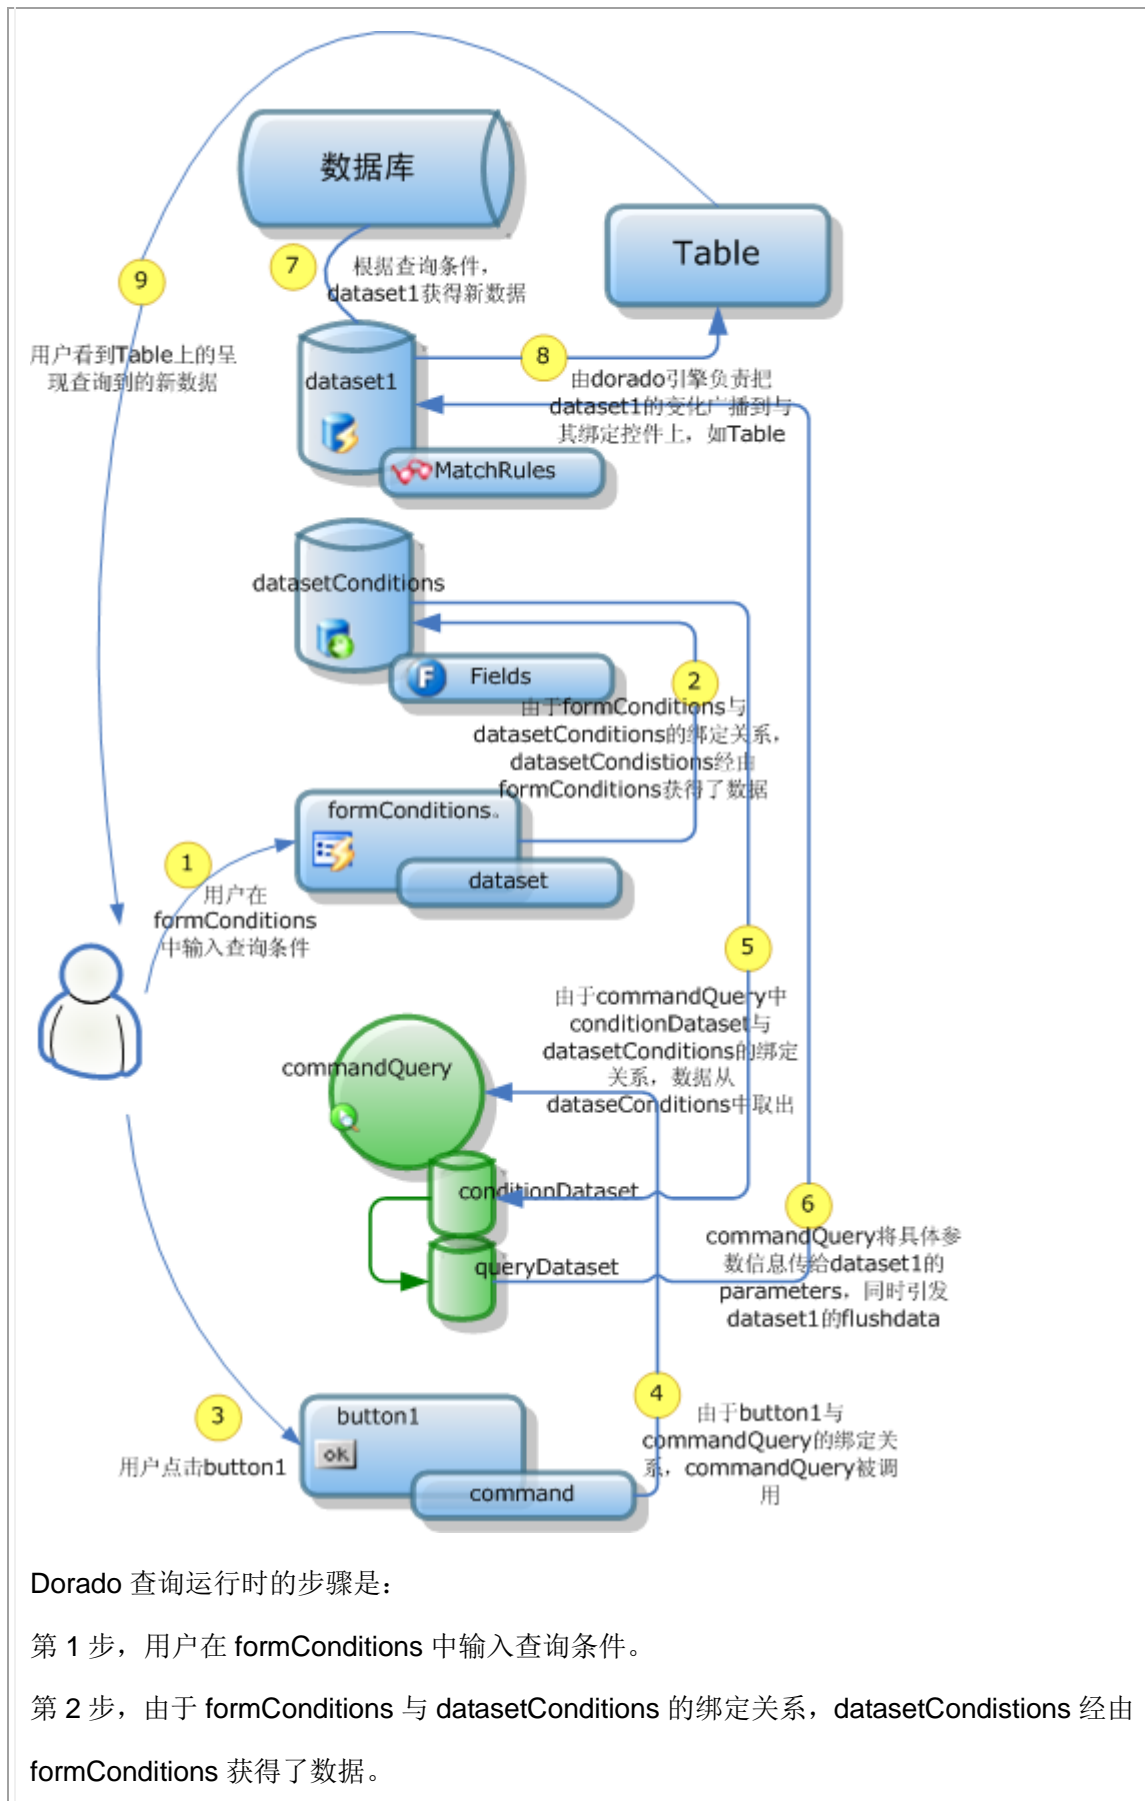 数据库
Table
7
根据查询条件，
dataset1获得新数据
9
用户看到Table上的呈
现查询到的新数据
8
由dorado引擎负责把
dataset1的变化广播到与
其绑定控件上，如Table
dataset1
MatchRules
datasetConditions
Fields
2
由于formConditions与
datasetConditions的绑定关系，
datasetCondistions经由
formConditions获得了数据
formConditions。
dataset
1
用户在
formConditions
中输入查询条件
5
由于commandQuery中
conditionDataset与
datasetConditions的绑定
关系，数据从
dataseConditions中取出
commandQuery
conditionDataset
queryDataset
6
commandQuery将具体参
数信息传给dataset1的
parameters，同时引发
dataset1的flushdata
3
用户点击button1
button1
ok
command
4
由于button1与
commandQuery的绑定关
系，commandQuery被调
用
Dorado 查询运行时的步骤是：
第 1 步，用户在 formConditions 中输入查询条件。
第 2 步，由于 formConditions 与 datasetConditions 的绑定关系，datasetCondistions 经由
formConditions 获得了数据。